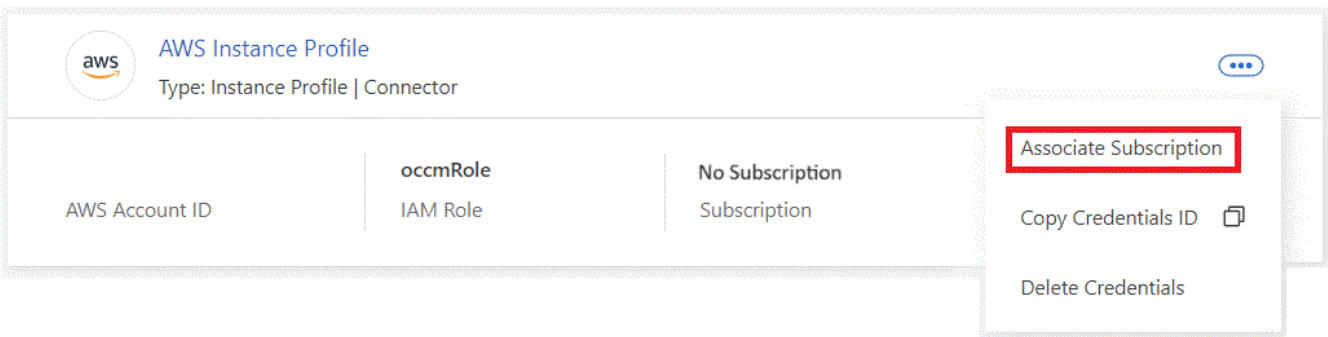 aws
AWS Instance Profile
Type: Instance Profile | Connector
Associate Subscription
occmRole
No Subscription
AWS Account ID
IAM Role
Subscription
Copy Credentials ID
Delete Credentials